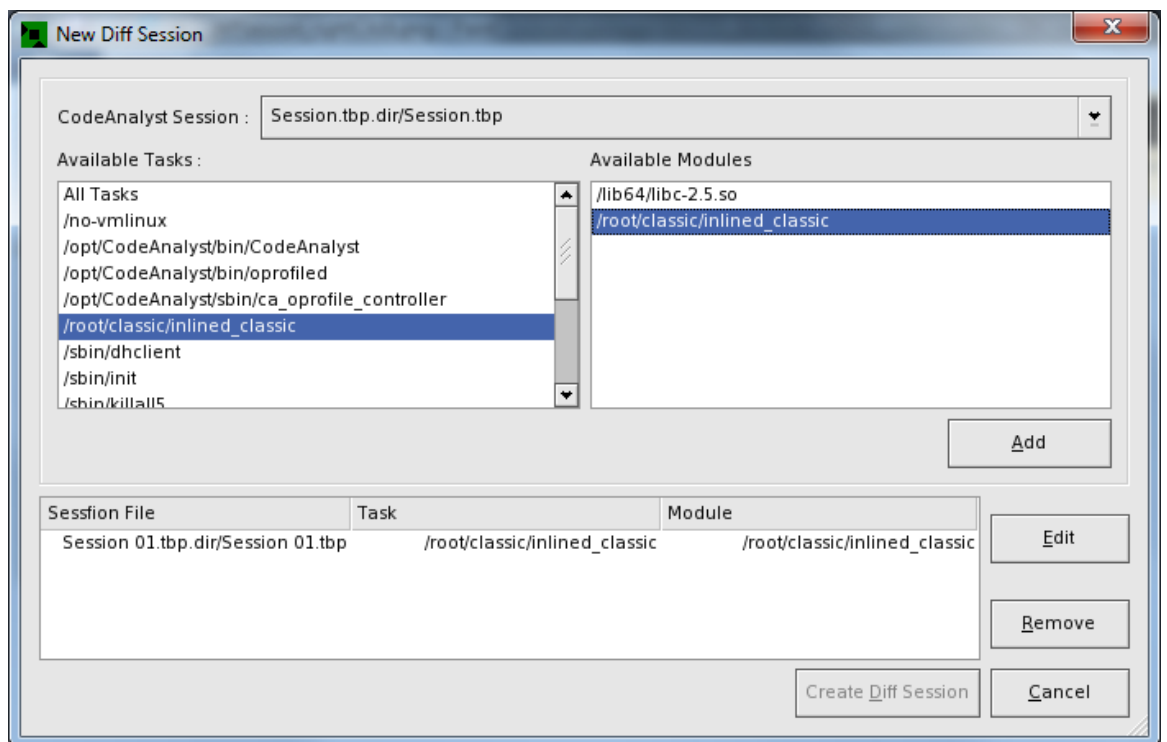 New Diff Session
CodeAnalyst Session :
Session.tbp.dir/Session.tbp
Available Tasks :
All Tasks
/no-vmlinux
/opt/CodeAnalyst/bin/CodeAnalyst
/opt/CodeAnalyst/bin/oprofiled
/opt/CodeAnalyst/sbin/ca_oprofile_controller
/root/classic/inlined_classic
/sbin/dhclient
/sbin/init
/sbin/killall5
Available Modules
/lib64/libc-2.5.so
/root/classic/inlined_classic
Add
Sessfion File Task Module
Session 01.tbp.dir/Session 01.tbp /root/classic/inlined_classic /root/classic/inlined_classic
Edit
Remove
Create Diff Session
Cancel